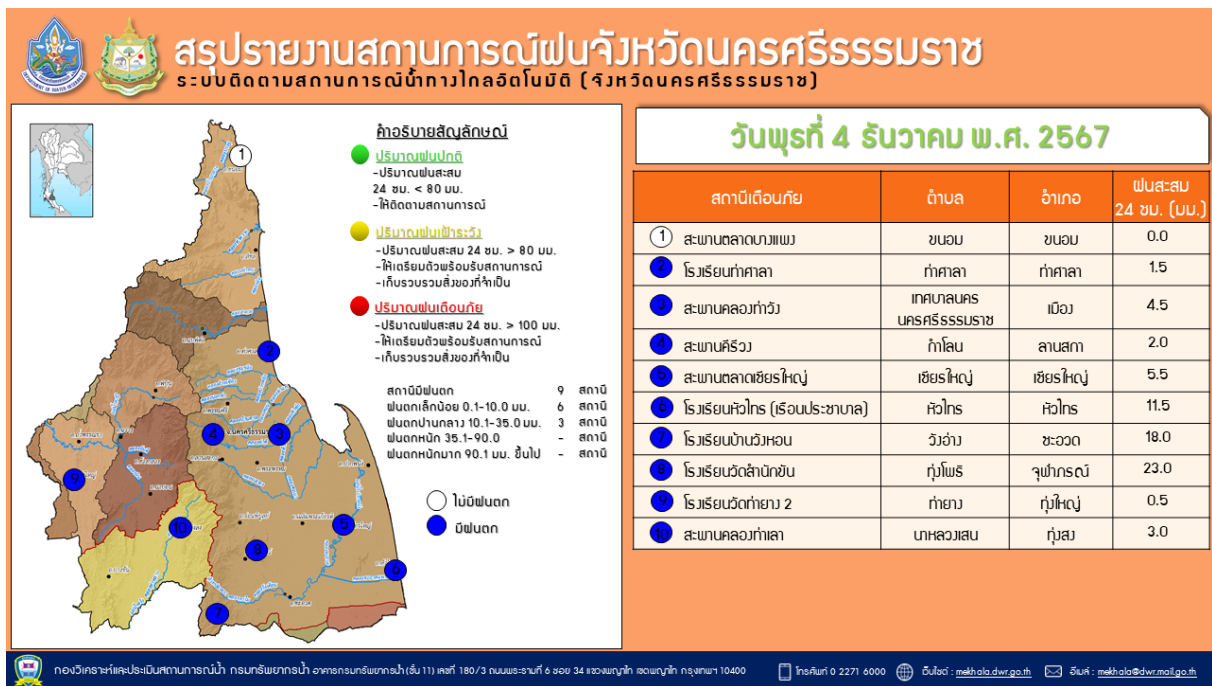 สรุปรายงานสถานการณ์ฝนจังหวัดนครศรีธรรมราช
ระบบติดตามสถานการณ์น้ำทางไกลอัตโนมัติ (จังหวัดนครศรีธรรมราช)
คำอธิบายสัญลักษณ์
ปริมาณฝนปกติ
-ปริมาณฝนสะสม
24 ชม. < 80 มม.
-ให้ติดตามสถานการณ์
ปริมาณฝนเฝ้าระวัง
-ปริมาณฝนสะสม 24 ชม. > 80 มม.
-ให้เตรียมตัวพร้อมรับสถานการณ์
-เก็บรวบรวมสิ่งของที่จำเป็น
ปริมาณฝนเตือนภัย
-ปริมาณฝนสะสม 24 ชม. > 100 มม.
-ให้เตรียมตัวพร้อมรับสถานการณ์
-เก็บรวบรวมสิ่งของที่จำเป็น
สถานีมีฝนตก 9 สถานี
ฝนตกเล็กน้อย 0.1-10.0 มม. 6 สถานี
ฝนตกปานกลาง 10.1-35.0 มม. 3 สถานี
ฝนตกหนัก 35.1-90.0 - สถานี
ฝนตกหนักมาก 90.1 มม. ขึ้นไป - สถานี
ไม่มีฝนตก
มีฝนตก
1
2
4
3
9
10
5
8
6
7
วันพุธที่ 4 ธันวาคม พ.ศ. 2567
สถานีเตือนภัย ตำบล อำเภอ ฝนสะสม
24 ชม. (มม.)
1 สะพานตลาดบางแพง ขนอม ขนอม 0.0
2 โรงเรียนท่าศาลา ท่าศาลา ท่าศาลา 1.5
3 สะพานคลองท่าวัง เทศบาลนคร
นครศรีธรรมราช เมือง 4.5
4 สะพานคีรีวง กำโลน ลานสกา 2.0
5 สะพานตลาดเชียรใหญ่ เชียรใหญ่ เชียรใหญ่ 5.5
6 โรงเรียนหัวไทร (เรือนประชาบาล) หัวไทร หัวไทร 11.5
7 โรงเรียนบ้านวังหอน วังอ่าง ชะอวด 18.0
8 โรงเรียนวัดสำนักขัน ทุ่งโพธิ จุฬาภรณ์ 23.0
9 โรงเรียนวัดท่ายาง 2 ท่ายาง ทุ่งใหญ่ 0.5
10 สะพานคลองท่าเลา นาหลวงเสน ทุ่งสง 3.0
กองวิเคราะห์และประเมินสถานการณ์น้ำ กรมทรัพยากรน้ำ อาคารกรมทรัพยากรน้ำ (ชั้น 11) เลขที่ 180/3 ถนนพระรามที่ 6 ซอย 34 แขวงพญาไท เขตพญาไท กรุงเทพฯ 10400 โทรศัพท์ 0 2271 6000 เว็บไซต์ : mekhala.dwr.go.th อีเมล์ : mekhala@dwr.mail.go.th